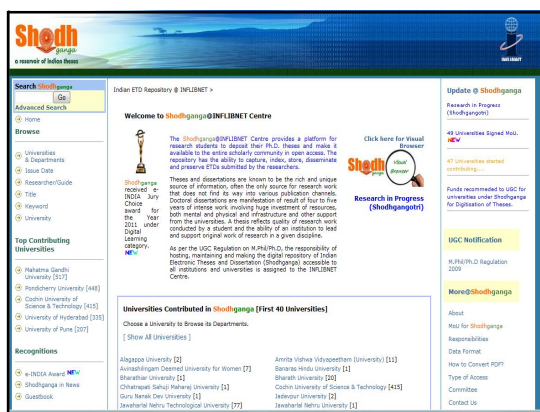 Shodh
ganga
a reservoir of Indian theses
INFLIBNET
Search Shodhganga
Go
Advanced Search
Home
Browse
Universities
& Departments
Issue Date
Researcher/Guide
Title
Keyword
University
Top Contributing
Universities
Mahatma Gandhi
University [517]
Pondicherry University [448]
Cochin University of
Science & Technology [415]
University of Hyderabad [335]
University of Pune [207]
Recognitions
e-INDIA Award NEW
Shodhganga in News
Guestbook
Indian ETD Repository @ INFLIBNET >
Welcome to Shodhganga@INFLIBNET Centre
Shodhganga
received e-
INDIA Jury
Choice
award for
the Year
2011 under
Digital
Learning
category.
NEW
The Shodhganga@INFLIBNET Centre provides a platform for
research students to deposit their Ph.D. theses and make it
available to the entire scholarly community in open access. The
repository has the ability to capture, index, store, disseminate
and preserve ETDs submitted by the researchers.
Theses and dissertations are known to be the rich and unique
source of information, often the only source for research work
that does not find its way into various publication channels.
Doctoral dissertations are manifestation of result of four to five
years of intense work involving huge investment of resources,
both mental and physical and infrastructure and other support
from the universities. A thesis reflects quality of research work
conducted by a student and the ability of an institution to lead
and support original work of research in a given discipline.
As per the UGC Regulation on M.Phil/Ph.D, the responsibility of
hosting, maintaining and making the digital repository of Indian
Electronic Theses and Dissertation (Shodhganga) accessible to
all institutions and universities is assigned to the INFLIBNET
Centre.
Click here for Visual
Browser
Shodh
Visual
Browser
Research in Progress
(Shodhgangotri)
Universities Contributed in Shodhganga [First 40 Universities]
Choose a University to Browse its Departments.
[ Show All Universities ]
Alagappa University [2]
Amrita Vishwa Vidyapeetham (University) [11]
Avinashilingam Deemed University for Women [7]
Banaras Hindu University [1]
Bharathiar University [1]
Bharath University [20]
Chhatrapati Sahuji Maharaj University [1]
Cochin University of Science & Technology [415]
Guru Nanak Dev University [1]
Jadavpur University [2]
Jawaharlal Nehru Technological University [77]
Jawaharlal Nehru University [1]
Update @ Shodhganga
Research in Progress
(Shodhgangotri)
49 Universities Signed MoU.
NEW
47 Universities started
contributing...
Funds recommeded to UGC for
universities under Shodhganga
for Digitisation of Theses.
UGC Notification
M.Phil/Ph.D Regulation
2009
More@Shodhganga
About
MoU for Shodhganga
Responsibilities
Data Format
How to Convert PDF?
Type of Access
Committee
Contact Us